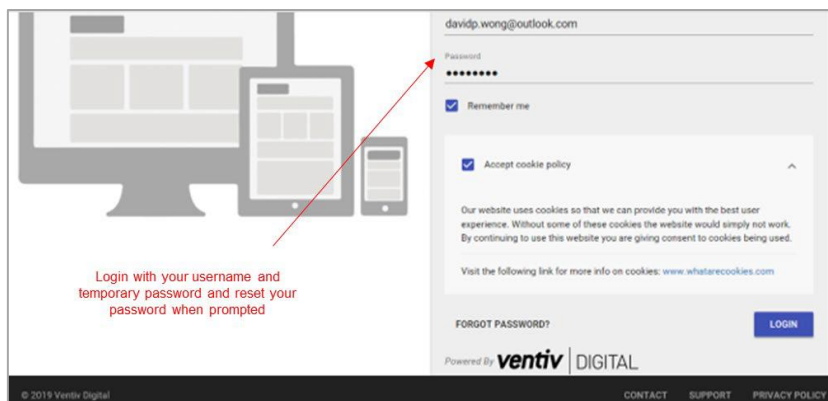 davidp.wong@outlook.com
Password
••••••••
Remember me
Accept cookie policy
Our website uses cookies so that we can provide you with the best user
experience. Without some of these cookies the website would simply not work.
By continuing to use this website you are giving consent to cookies being used.
Visit the following link for more info on cookies: www.whatarecookies.com
Login with your username and
temporary password and reset your
password when prompted
FORGOT PASSWORD?
LOGIN
Powered By ventiv | DIGITAL
© 2019 Ventiv Digital
CONTACT SUPPORT PRIVACY POLICY